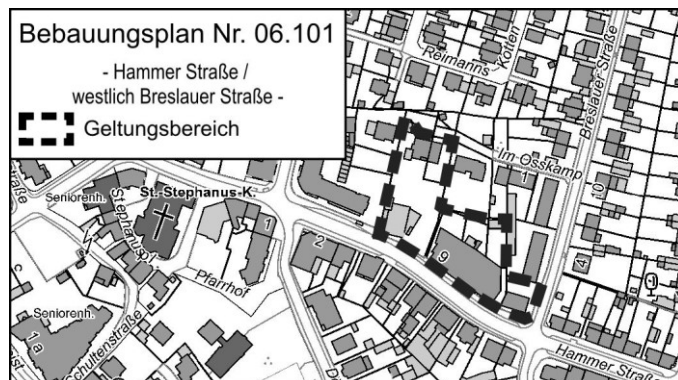 Bebauungsplan Nr. 06.101
- Hammer Straße /
westlich Breslauer Straße -
Geltungsbereich
Reimanns
Kotten
Breslauer Straße
Im Osskamp
1
10
Seniorenh.
St.-Stephanus-K.
Stephanus
1
2
9
4
Pfarrhof
Seniorenh.
1a
Schultenstraße
Hammer Straße